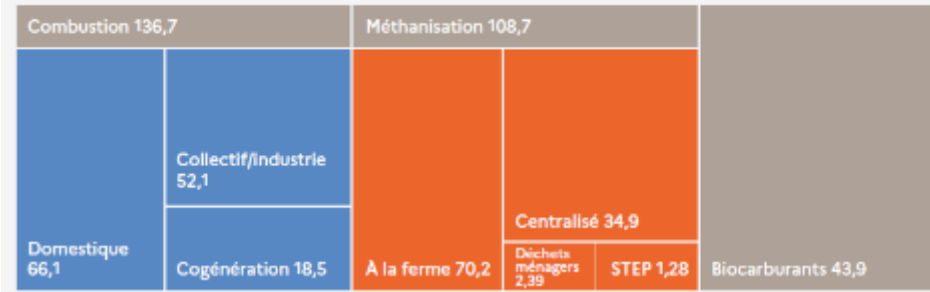 Combustion 136,7
Méthanisation 108,7
Collectif/industrie
52,1
Domestique
66,1
Cogénération 18,5
À la ferme 70,2
Centralisé 34,9
Déchets
ménagers
2,39
STEP 1,28
Biocarburants 43,9